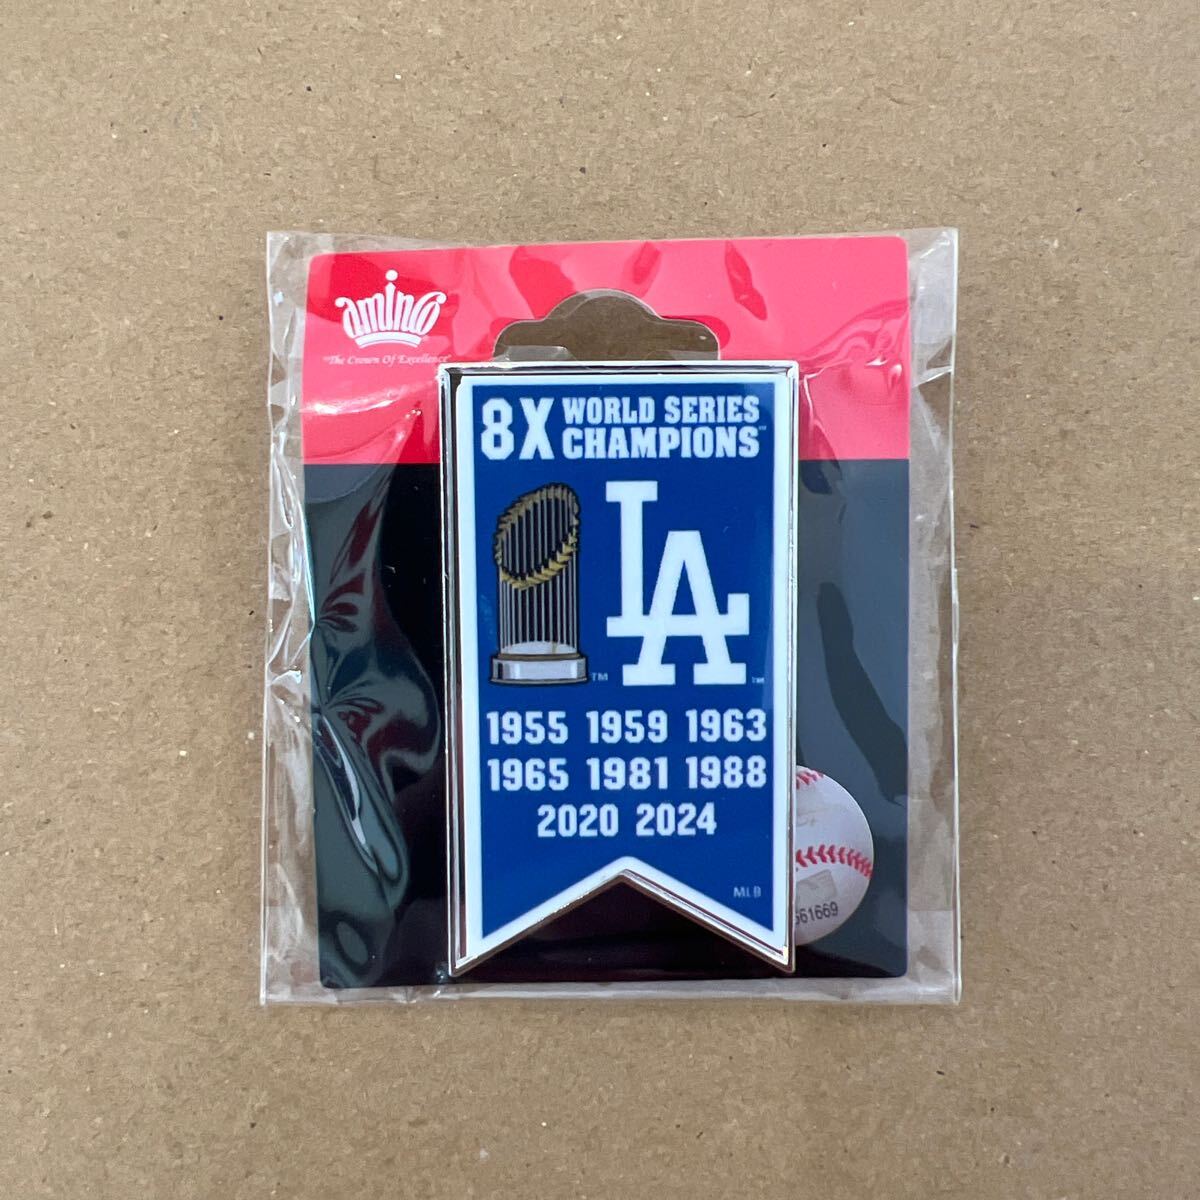 aminco
"The Crown Of Excellence"
8X WORLD SERIES
CHAMPIONS™
LA
TM
TM
1955 1959 1963
1965 1981 1988
2020 2024
MLB
661669